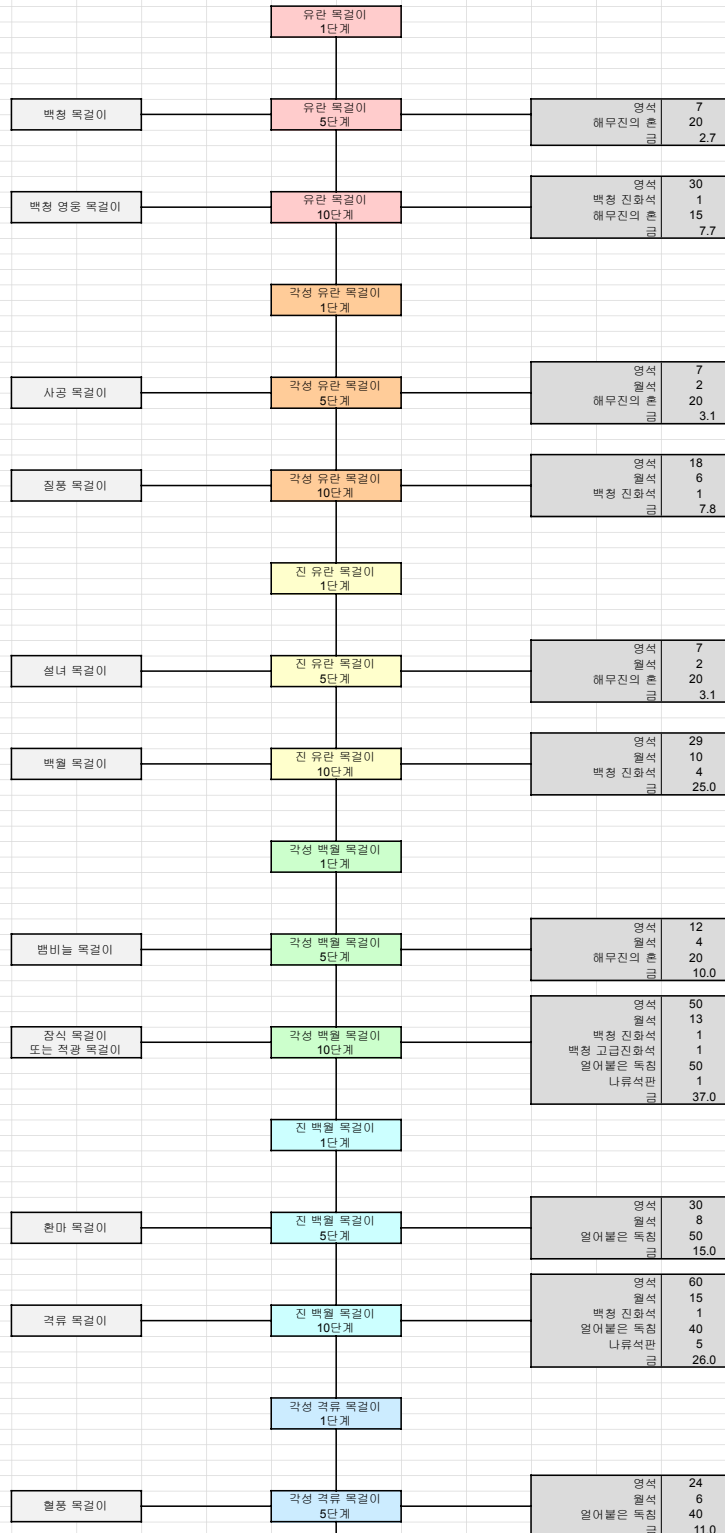 유란 목걸이
1단계
백청 목걸이
유란 목걸이
5단계
영석 7
해무진의 혼 20
금 2.7
백청 영웅 목걸이
유란 목걸이
10단계
영석 30
백청 진화석 1
해무진의 혼 15
금 7.7
각성 유란 목걸이
1단계
사공 목걸이
각성 유란 목걸이
5단계
영석 7
월석 2
해무진의 혼 20
금 3.1
질풍 목걸이
각성 유란 목걸이
10단계
영석 18
월석 6
백청 진화석 1
금 7.8
진 유란 목걸이
1단계
설녀 목걸이
진 유란 목걸이
5단계
영석 7
월석 2
해무진의 혼 20
금 3.1
백월 목걸이
진 유란 목걸이
10단계
영석 29
월석 10
백청 진화석 4
금 25.0
각성 백월 목걸이
1단계
뱀비늘 목걸이
각성 백월 목걸이
5단계
영석 12
월석 4
해무진의 혼 20
금 10.0
잠식 목걸이
또는 적광 목걸이
각성 백월 목걸이
10단계
영석 50
월석 13
백청 진화석 1
백청 고급진화석 1
얼어붙은 독침 50
나류석판 1
금 37.0
진 백월 목걸이
1단계
환마 목걸이
진 백월 목걸이
5단계
영석 30
월석 8
얼어붙은 독침 50
금 15.0
격류 목걸이
진 백월 목걸이
10단계
영석 60
월석 15
백청 진화석 1
얼어붙은 독침 40
나류석판 5
금 26.0
각성 격류 목걸이
1단계
혈풍 목걸이
각성 격류 목걸이
5단계
영석 24
월석 6
얼어붙은 독침 40
금 11.0